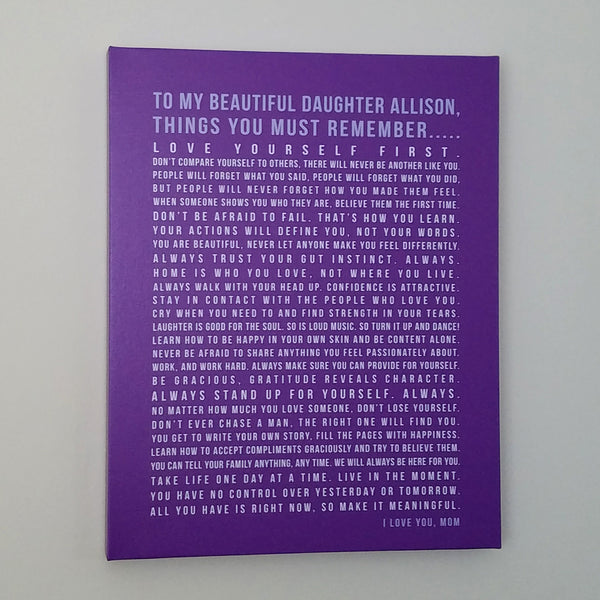 TO MY BEAUTIFUL DAUGHTER ALLISON,
THINGS YOU MUST REMEMBER.....
LOVE YOURSELF FIRST.
DON'T COMPARE YOURSELF TO OTHERS, THERE WILL NEVER BE ANOTHER LIKE YOU.
PEOPLE WILL FORGET WHAT YOU SAID, PEOPLE WILL FORGET WHAT YOU DID,
BUT PEOPLE WILL NEVER FORGET HOW YOU MADE THEM FEEL.
WHEN SOMEONE SHOWS YOU WHO THEY ARE, BELIEVE THEM THE FIRST TIME.
DON'T BE AFRAID TO FAIL. THAT'S HOW YOU LEARN.
YOUR ACTIONS WILL DEFINE YOU, NOT YOUR WORDS.
YOU ARE BEAUTIFUL, NEVER LET ANYONE MAKE YOU FEEL DIFFERENTLY.
ALWAYS TRUST YOUR GUT INSTINCT. ALWAYS.
HOME IS WHO YOU LOVE, NOT WHERE YOU LIVE.
ALWAYS WALK WITH YOUR HEAD UP. CONFIDENCE IS ATTRACTIVE.
STAY IN CONTACT WITH THE PEOPLE WHO LOVE YOU.
CRY WHEN YOU NEED TO AND FIND STRENGTH IN YOUR TEARS.
LAUGHTER IS GOOD FOR THE SOUL. SO IS LOUD MUSIC. SO TURN IT UP AND DANCE!
LEARN HOW TO BE HAPPY IN YOUR OWN SKIN AND BE CONTENT ALONE.
NEVER BE AFRAID TO SHARE ANYTHING YOU FEEL PASSIONATELY ABOUT.
WORK, AND WORK HARD. ALWAYS MAKE SURE YOU CAN PROVIDE FOR YOURSELF.
BE GRACIOUS, GRATITUDE REVEALS CHARACTER.
ALWAYS STAND UP FOR YOURSELF. ALWAYS.
NO MATTER HOW MUCH YOU LOVE SOMEONE, DON'T LOSE YOURSELF.
DON'T EVER CHASE A MAN, THE RIGHT ONE WILL FIND YOU.
YOU GET TO WRITE YOUR OWN STORY, FILL THE PAGES WITH HAPPINESS.
LEARN HOW TO ACCEPT COMPLIMENTS GRACIOUSLY AND TRY TO BELIEVE THEM.
YOU CAN TELL YOUR FAMILY ANYTHING, ANY TIME. WE WILL ALWAYS BE HERE FOR YOU.
TAKE LIFE ONE DAY AT A TIME. LIVE IN THE MOMENT.
YOU HAVE NO CONTROL OVER YESTERDAY OR TOMORROW.
ALL YOU HAVE IS RIGHT NOW, SO MAKE IT MEANINGFUL.
I LOVE YOU, MOM